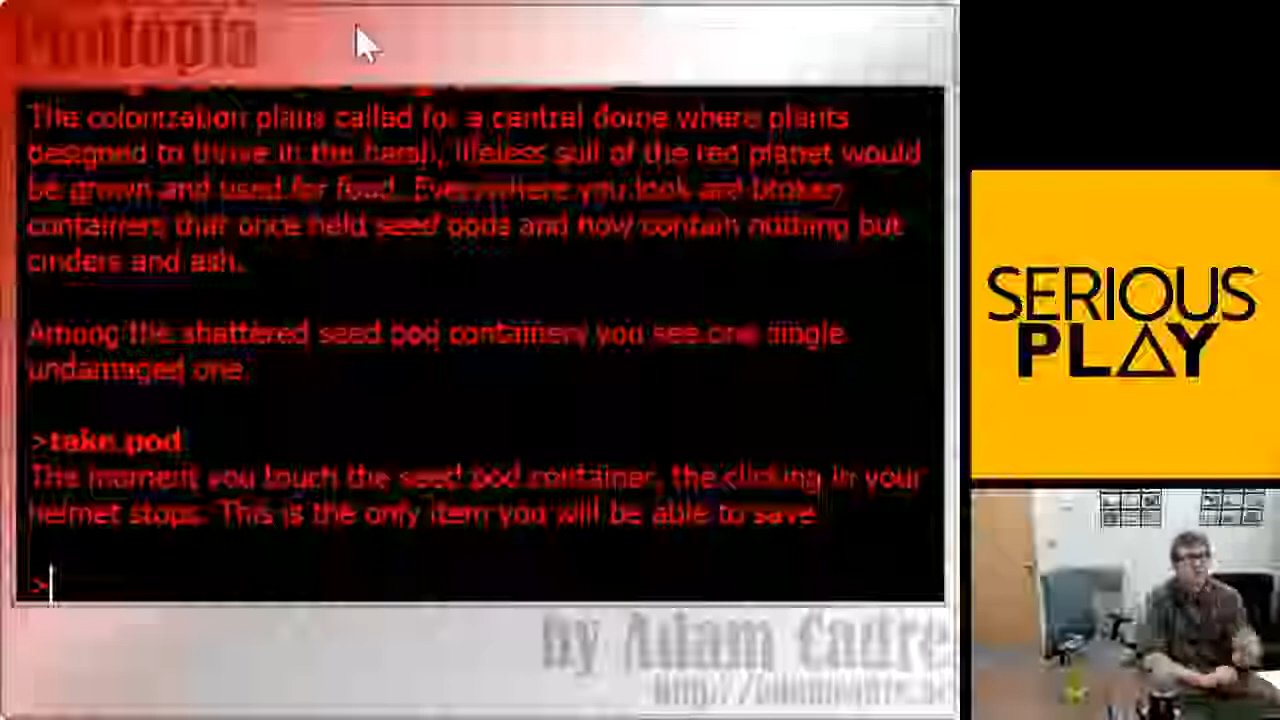 Photopia
The colonization plans called for a central dome where plants
designed to thrive in the harsh, lifeless soil of the red planet would
be grown and used for food. Everywhere you look are broken
containers that once held seed pods and now contain nothing but
cinders and ash.
Among the shattered seed pod containers you see one single
undamaged one.
>take pod
The moment you touch the seed pod container, the clicking in your
helmet stops. This is the only item you will be able to save
>
by Adam Cadre
SERIOUS
PLAY